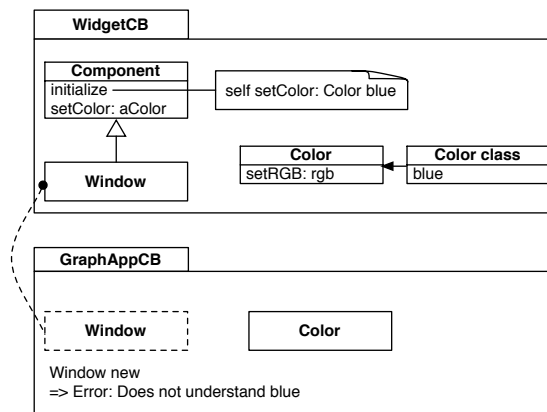 WidgetCB
Component
initialize
setColor: aColor
self setColor: Color blue
Window
Color
setRGB: rgb
Color class
blue
GraphAppCB
Window
Color
Window new
=> Error: Does not understand blue